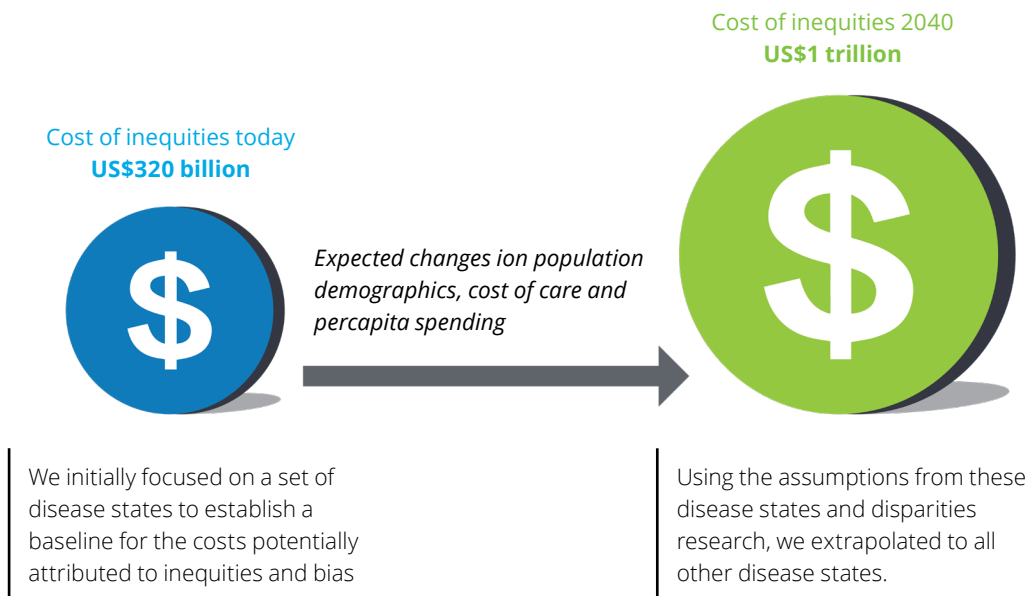 Cost of inequities 2040
US$1 trillion
Cost of inequities today
US$320 billion
$
$
Expected changes ion population
demographics, cost of care and
percapita spending
We initially focused on a set of
disease states to establish a
baseline for the costs potentially
attributed to inequities and bias
Using the assumptions from these
disease states and disparities
research, we extrapolated to all
other disease states.